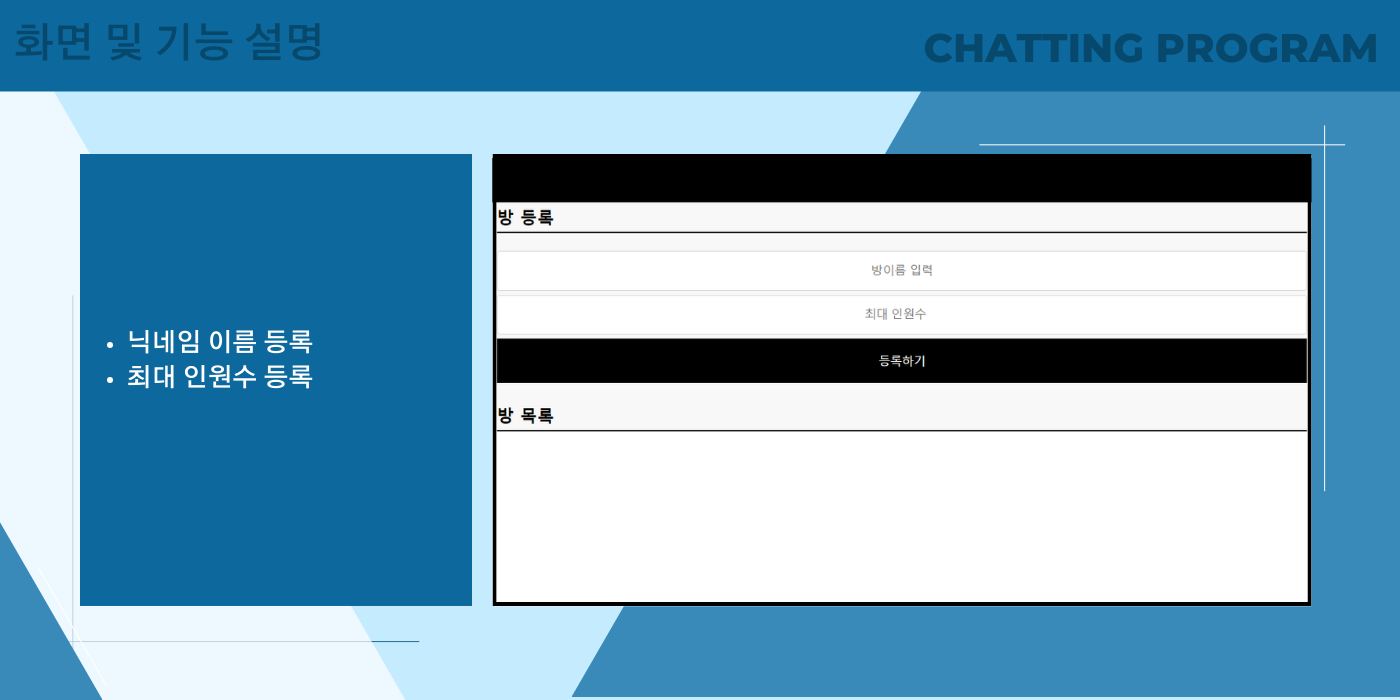 화면 및 기능 설명
CHATTING PROGRAM
닉네임 이름 등록
최대 인원수 등록
방 등록
방이름 입력
최대 인원수
등록하기
방 목록